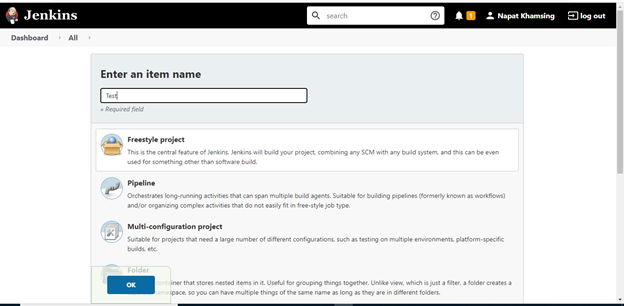 Jenkins
search
1
Napat Khamsing
log out
Dashboard
All
Enter an item name
Test
» Required field
Freestyle project
This is the central feature of Jenkins. Jenkins will build your project, combining any SCM with any build system, and this can be even
used for something other than software build.
Pipeline
Orchestrates long-running activities that can span multiple build agents. Suitable for building pipelines (formerly known as workflows)
and/or organizing complex activities that do not easily fit in free-style job type.
Multi-configuration project
Suitable for projects that need a large number of different configurations, such as testing on multiple environments, platform-specific
builds, etc.
Folder
container that stores nested items in it. Useful for grouping things together. Unlike view, which is just a filter, a folder creates a
so you can have multiple things of the same name as long as they are in different folders.
OK